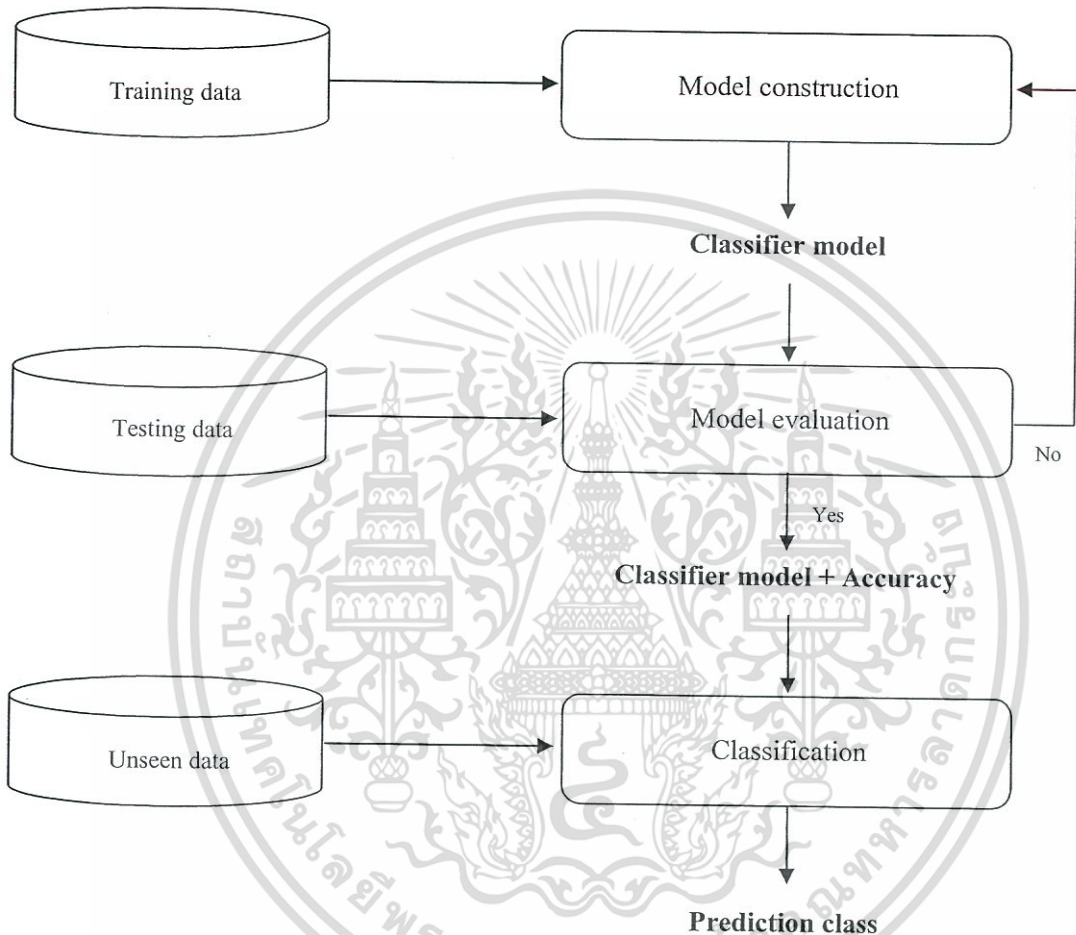 Training data
Model construction
Classifier model
Testing data
Model evaluation
No
Yes
Classifier model + Accuracy
Unseen data
Classification
Prediction class